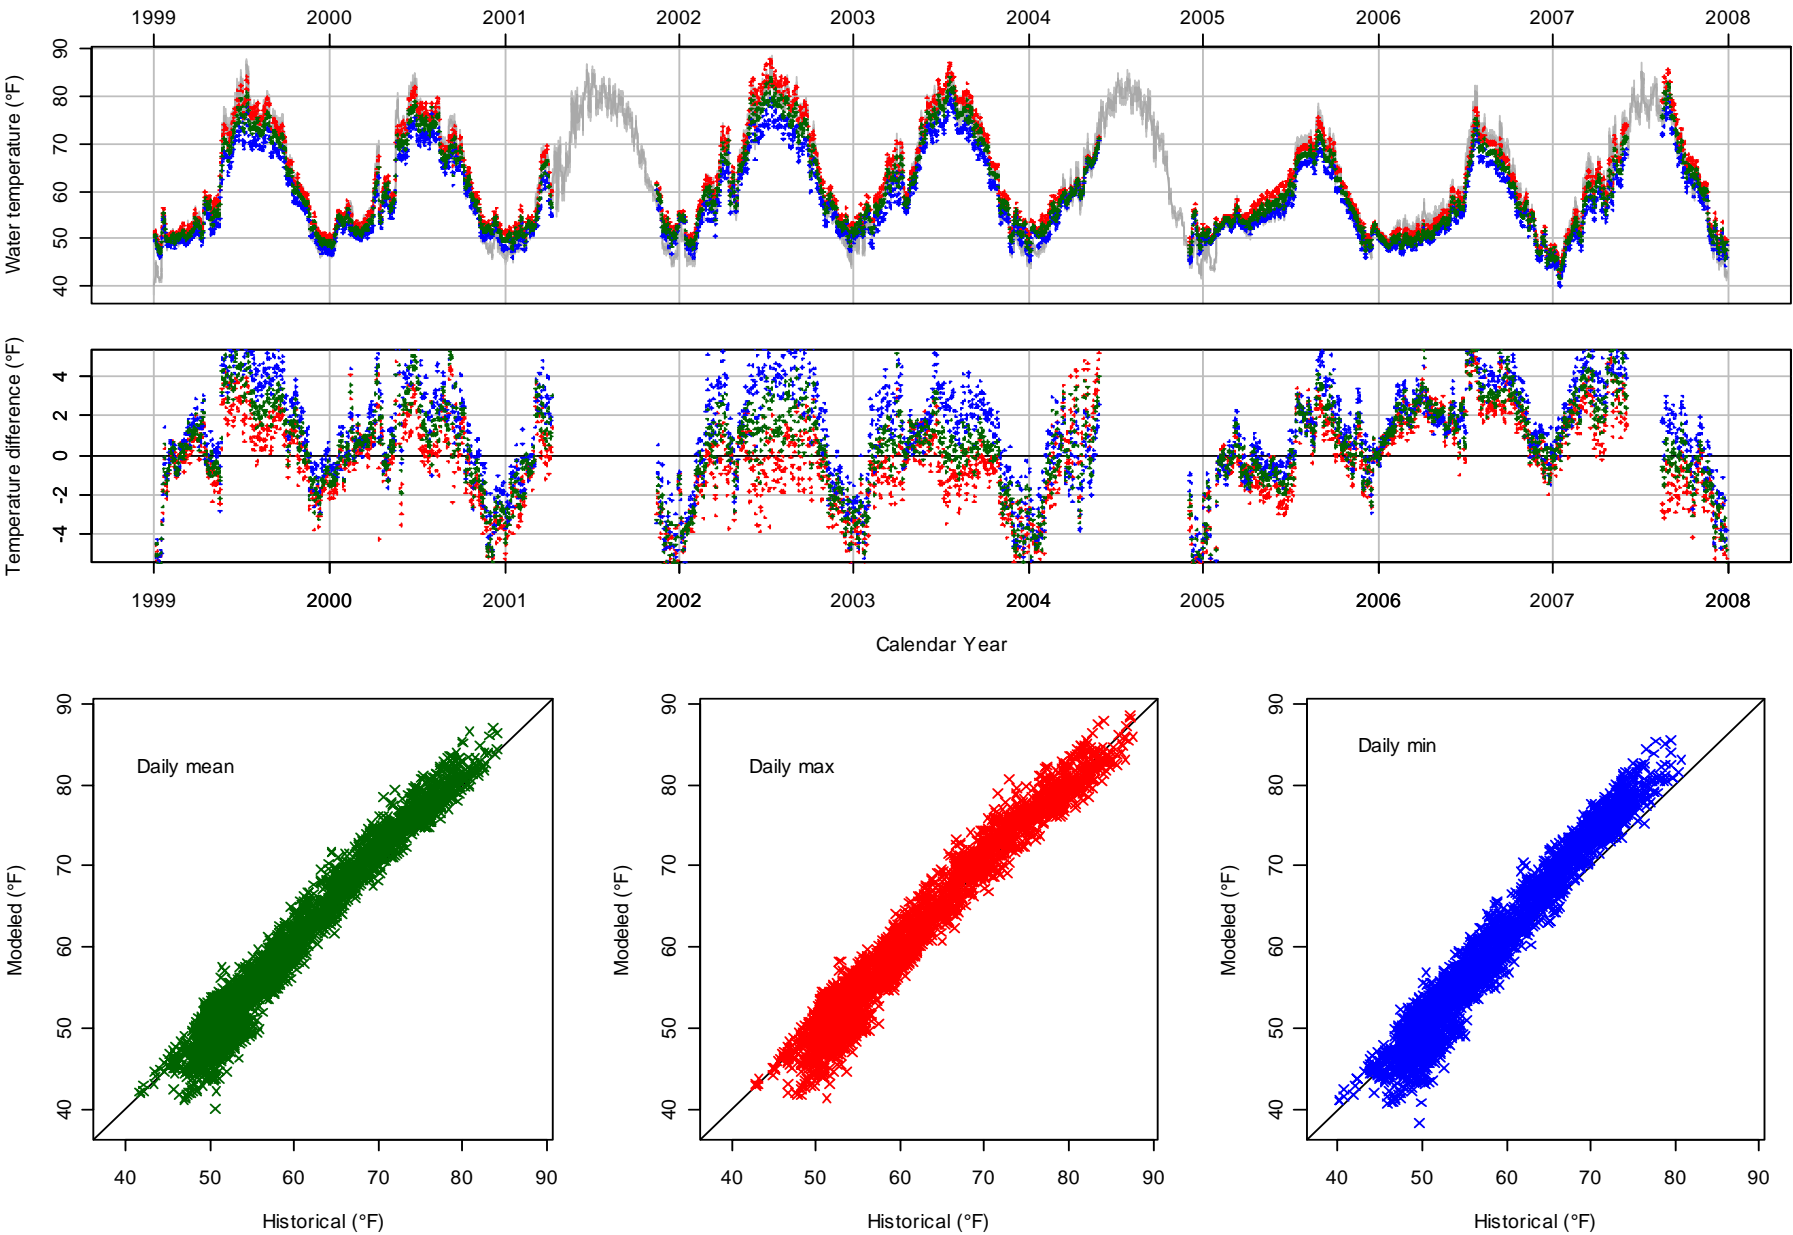 1999 2000 2001 2002 2003 2004 2005 2006 2007 2008
Water temperature (°F)
90
80
70
60
50
40
Temperature difference (°F)
4
2
0
-2
-4
1999 2000 2001 2002 2003 2004 2005 2006 2007 2008
Calendar Year
Daily mean
Modeled (°F)
90
80
70
60
50
40
40 50 60 70 80 90
Historical (°F)
Daily max
Modeled (°F)
90
80
70
60
50
40
40 50 60 70 80 90
Historical (°F)
Daily min
Modeled (°F)
90
80
70
60
50
40
40 50 60 70 80 90
Historical (°F)